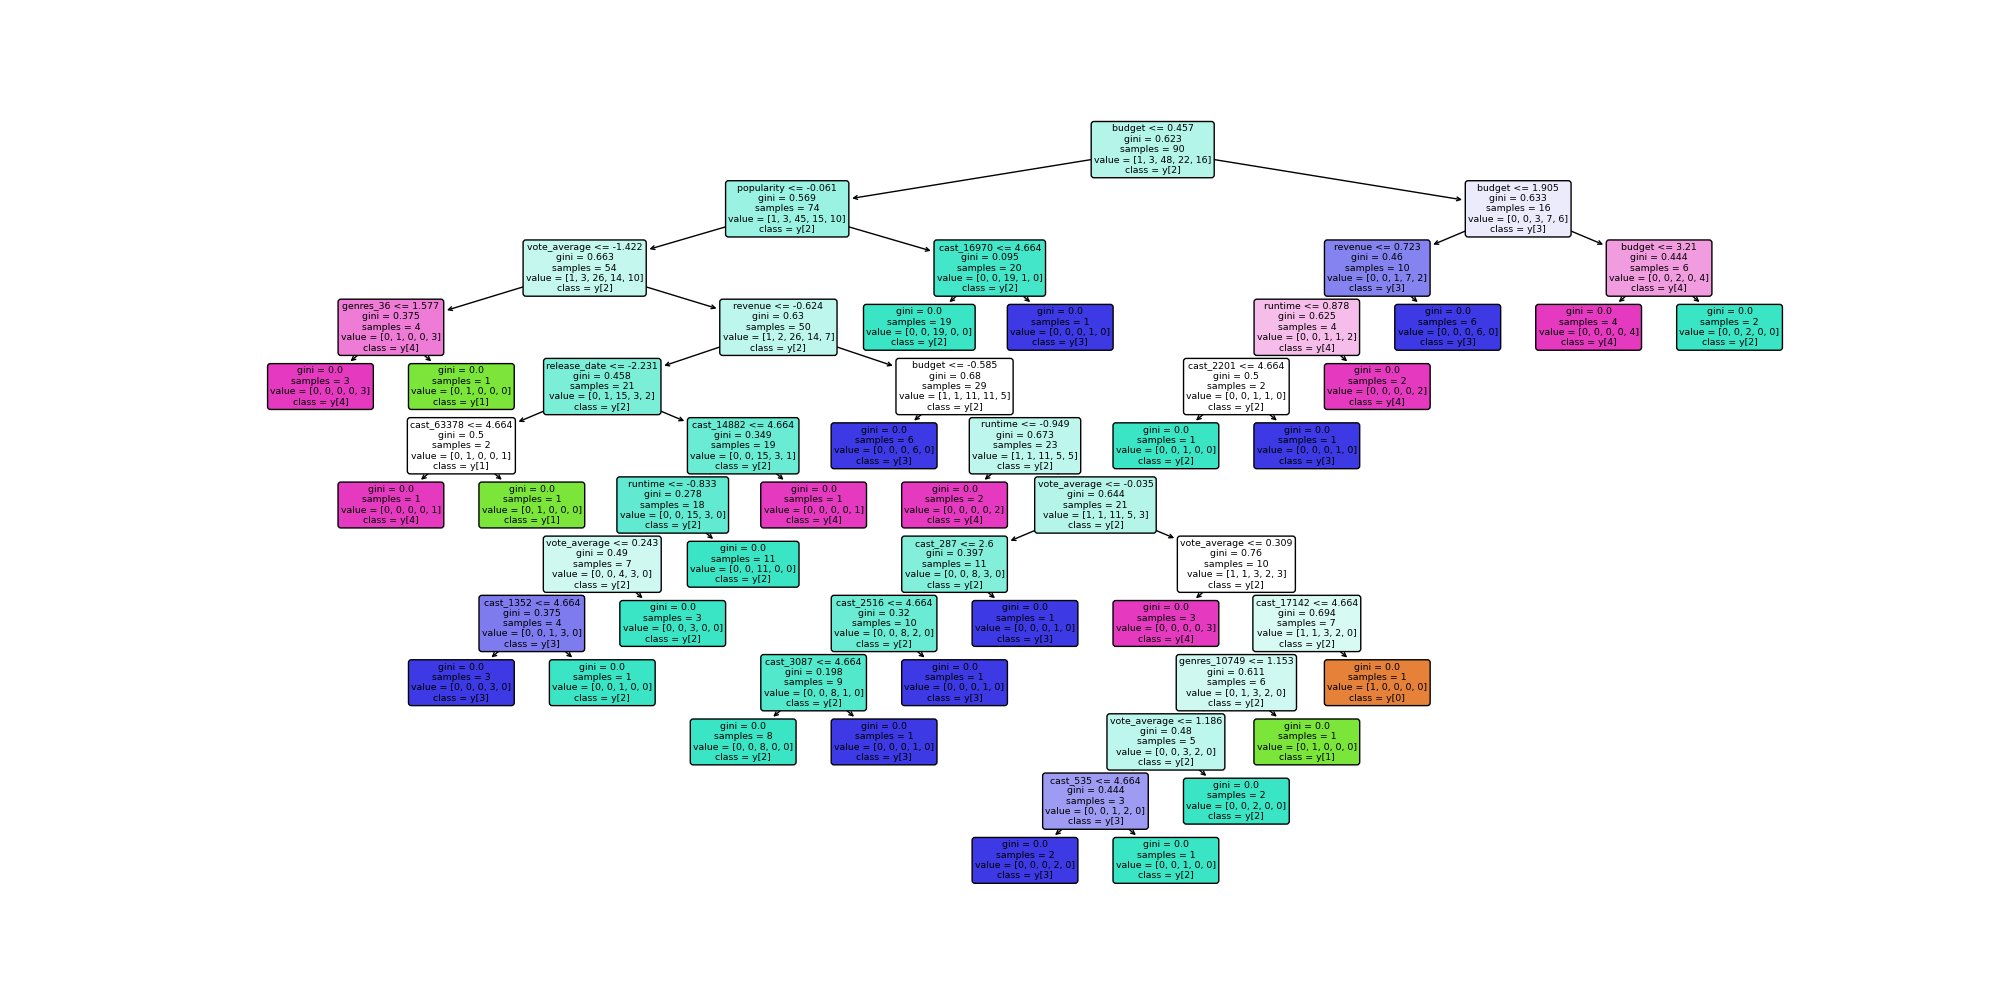 budget <= 0.457
gini = 0.623
samples = 90
value = [1, 3, 48, 22, 16]
class = y[2]
popularity <= -0.061
gini = 0.569
samples = 74
value = [1, 3, 45, 15, 10]
class = y[2]
budget <= 1.905
gini = 0.633
samples = 16
value = [0, 0, 3, 7, 6]
class = y[3]
vote_average <= -1.422
gini = 0.663
samples = 54
value = [1, 3, 26, 14, 10]
class = y[2]
cast_16970 <= 4.664
gini = 0.095
samples = 20
value = [0, 0, 19, 1, 0]
class = y[2]
revenue <= 0.723
gini = 0.46
samples = 10
value = [0, 0, 1, 7, 2]
class = y[3]
budget <= 3.21
gini = 0.444
samples = 6
value = [0, 0, 2, 0, 4]
class = y[4]
genres_36 <= 1.577
gini = 0.375
samples = 4
value = [0, 1, 0, 0, 3]
class = y[4]
revenue <= -0.624
gini = 0.63
samples = 50
value = [1, 2, 26, 14, 7]
class = y[2]
gini = 0.0
samples = 19
value = [0, 0, 19, 0, 0]
class = y[2]
gini = 0.0
samples = 1
value = [0, 0, 0, 1, 0]
class = y[3]
runtime <= 0.878
gini = 0.625
samples = 4
value = [0, 0, 1, 1, 2]
class = y[4]
gini = 0.0
samples = 6
value = [0, 0, 0, 6, 0]
class = y[3]
gini = 0.0
samples = 4
value = [0, 0, 0, 0, 4]
class = y[4]
gini = 0.0
samples = 2
value = [0, 0, 2, 0, 0]
class = y[2]
gini = 0.0
samples = 3
value = [0, 0, 0, 0, 3]
class = y[4]
gini = 0.0
samples = 1
value = [0, 1, 0, 0, 0]
class = y[1]
release_date <= -2.231
gini = 0.458
samples = 21
value = [0, 1, 15, 3, 2]
class = y[2]
budget <= -0.585
gini = 0.68
samples = 29
value = [1, 1, 11, 11, 5]
class = y[2]
cast_2201 <= 4.664
gini = 0.5
samples = 2
value = [0, 0, 1, 1, 0]
class = y[2]
gini = 0.0
samples = 2
value = [0, 0, 0, 0, 2]
class = y[4]
cast_63378 <= 4.664
gini = 0.5
samples = 2
value = [0, 1, 0, 0, 1]
class = y[1]
cast_14882 <= 4.664
gini = 0.349
samples = 19
value = [0, 0, 15, 3, 1]
class = y[2]
gini = 0.0
samples = 6
value = [0, 0, 0, 6, 0]
class = y[3]
runtime <= -0.949
gini = 0.673
samples = 23
value = [1, 1, 11, 5, 5]
class = y[2]
gini = 0.0
samples = 1
value = [0, 0, 1, 0, 0]
class = y[2]
gini = 0.0
samples = 1
value = [0, 0, 0, 1, 0]
class = y[3]
gini = 0.0
samples = 1
value = [0, 0, 0, 0, 1]
class = y[4]
gini = 0.0
samples = 1
value = [0, 1, 0, 0, 0]
class = y[1]
runtime <= -0.833
gini = 0.278
samples = 18
value = [0, 0, 15, 3, 0]
class = y[2]
gini = 0.0
samples = 1
value = [0, 0, 0, 0, 1]
class = y[4]
gini = 0.0
samples = 2
value = [0, 0, 0, 0, 2]
class = y[4]
vote_average <= -0.035
gini = 0.644
samples = 21
value = [1, 1, 11, 5, 3]
class = y[2]
vote_average <= 0.243
gini = 0.49
samples = 7
value = [0, 0, 4, 3, 0]
class = y[2]
gini = 0.0
samples = 11
value = [0, 0, 11, 0, 0]
class = y[2]
cast_287 <= 2.6
gini = 0.397
samples = 11
value = [0, 0, 8, 3, 0]
class = y[2]
vote_average <= 0.309
gini = 0.76
samples = 10
value = [1, 1, 3, 2, 3]
class = y[2]
cast_1352 <= 4.664
gini = 0.375
samples = 4
value = [0, 0, 1, 3, 0]
class = y[3]
gini = 0.0
samples = 3
value = [0, 0, 3, 0, 0]
class = y[2]
cast_2516 <= 4.664
gini = 0.32
samples = 10
value = [0, 0, 8, 2, 0]
class = y[2]
gini = 0.0
samples = 1
value = [0, 0, 0, 1, 0]
class = y[3]
gini = 0.0
samples = 3
value = [0, 0, 0, 0, 3]
class = y[4]
cast_17142 <= 4.664
gini = 0.694
samples = 7
value = [1, 1, 3, 2, 0]
class = y[2]
gini = 0.0
samples = 3
value = [0, 0, 0, 3, 0]
class = y[3]
gini = 0.0
samples = 1
value = [0, 0, 1, 0, 0]
class = y[2]
cast_3087 <= 4.664
gini = 0.198
samples = 9
value = [0, 0, 8, 1, 0]
class = y[2]
gini = 0.0
samples = 1
value = [0, 0, 0, 1, 0]
class = y[3]
genres_10749 <= 1.153
gini = 0.611
samples = 6
value = [0, 1, 3, 2, 0]
class = y[2]
gini = 0.0
samples = 1
value = [1, 0, 0, 0, 0]
class = y[0]
gini = 0.0
samples = 8
value = [0, 0, 8, 0, 0]
class = y[2]
gini = 0.0
samples = 1
value = [0, 0, 0, 1, 0]
class = y[3]
vote_average <= 1.186
gini = 0.48
samples = 5
value = [0, 0, 3, 2, 0]
class = y[2]
gini = 0.0
samples = 1
value = [0, 1, 0, 0, 0]
class = y[1]
cast_535 <= 4.664
gini = 0.444
samples = 3
value = [0, 0, 1, 2, 0]
class = y[3]
gini = 0.0
samples = 2
value = [0, 0, 2, 0, 0]
class = y[2]
gini = 0.0
samples = 2
value = [0, 0, 0, 2, 0]
class = y[3]
gini = 0.0
samples = 1
value = [0, 0, 1, 0, 0]
class = y[2]